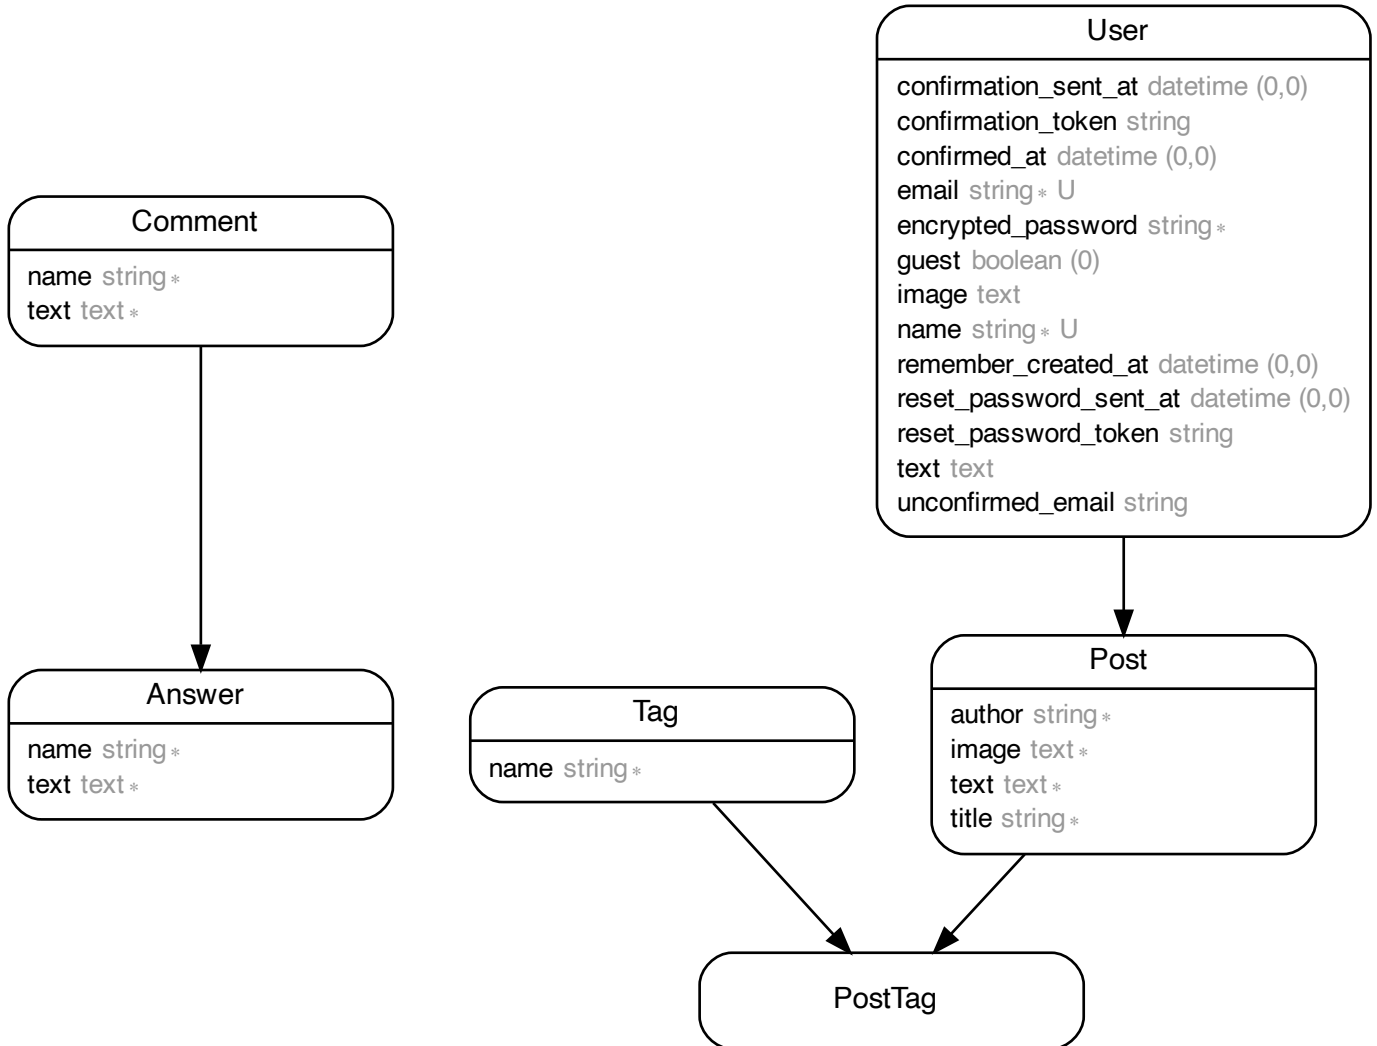 User
confirmation_sent_at datetime (0,0)
confirmation_token string
confirmed_at datetime (0,0)
email string* U
encrypted_password string*
guest boolean (0)
image text
name string* U
remember_created_at datetime (0,0)
reset_password_sent_at datetime (0,0)
reset_password_token string
text text
unconfirmed_email string
Comment
name string*
text text*
Answer
name string*
text text*
Tag
name string*
Post
author string*
image text*
text text*
title string*
PostTag